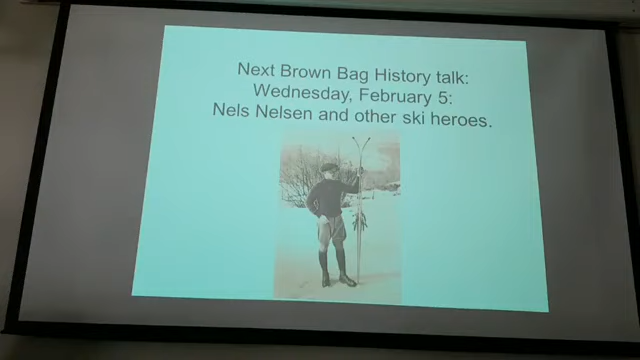 Next Brown Bag History talk:
Wednesday, February 5:
Nels Nelsen and other ski heroes.